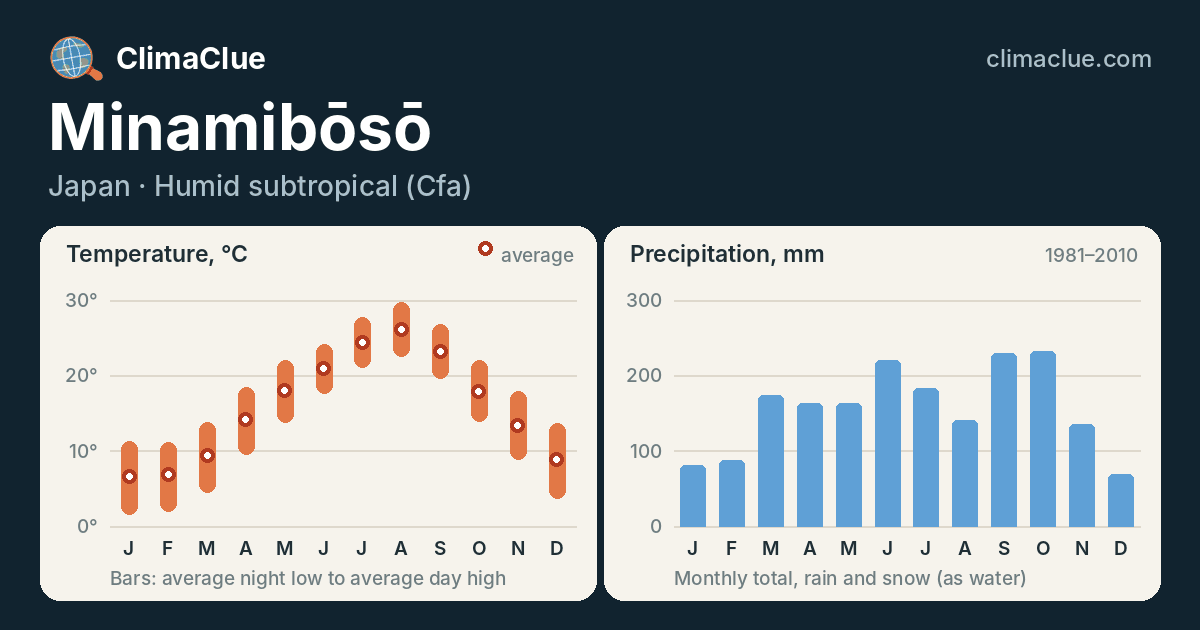 ClimaClue
climaclue.com
Minamibōsō
Japan · Humid subtropical (Cfa)
Temperature, °C
average
30°
20°
10°
0°
J F M A M J J A S O N D
Bars: average night low to average day high
Precipitation, mm
1981–2010
300
200
100
0
J F M A M J J A S O N D
Monthly total, rain and snow (as water)